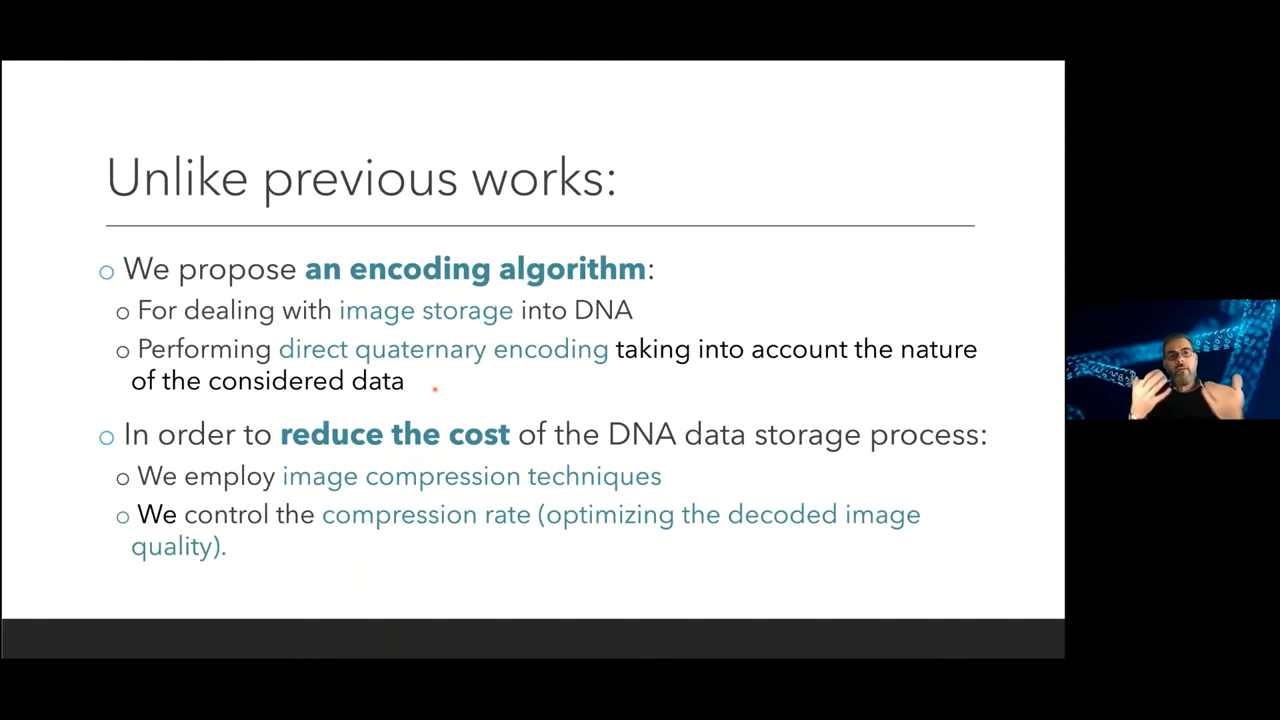 Unlike previous works:
o We propose an encoding algorithm:
o For dealing with image storage into DNA
o Performing direct quaternary encoding taking into account the nature
of the considered data
o In order to reduce the cost of the DNA data storage process:
o We employ image compression techniques
o We control the compression rate (optimizing the decoded image
quality).